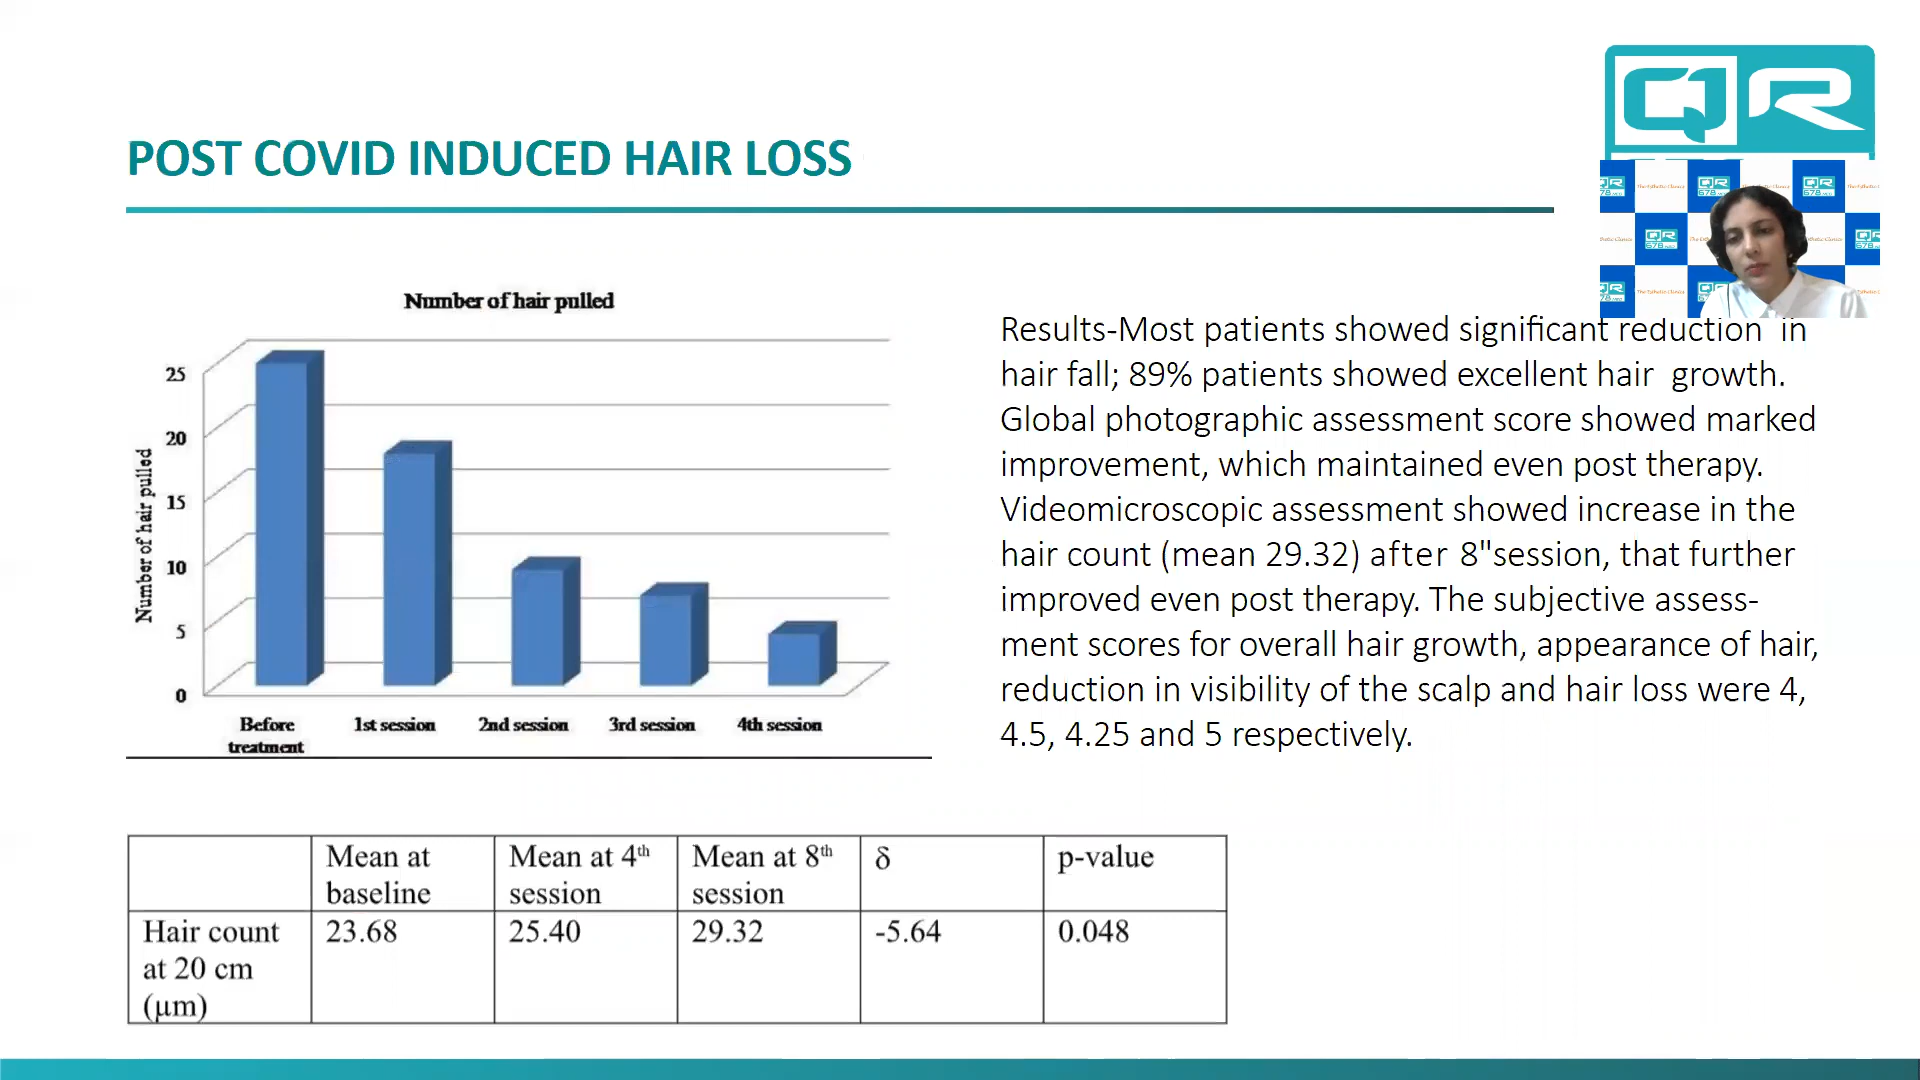 POST COVID INDUCED HAIR LOSS
QR
Number of hair pulled
Number of hair pulled
25
20
15
10
5
0
Before treatment
1st session
2nd session
3rd session
4th session
Results-Most patients showed significant reduction in
hair fall; 89% patients showed excellent hair growth.
Global photographic assessment score showed marked
improvement, which maintained even post therapy.
Videomicroscopic assessment showed increase in the
hair count (mean 29.32) after 8"session, that further
improved even post therapy. The subjective assess-
ment scores for overall hair growth, appearance of hair,
reduction in visibility of the scalp and hair loss were 4,
4.5, 4.25 and 5 respectively.
Mean at baseline
Mean at 4th session
Mean at 8th session
δ
p-value
Hair count at 20 cm (µm)
23.68
25.40
29.32
-5.64
0.048